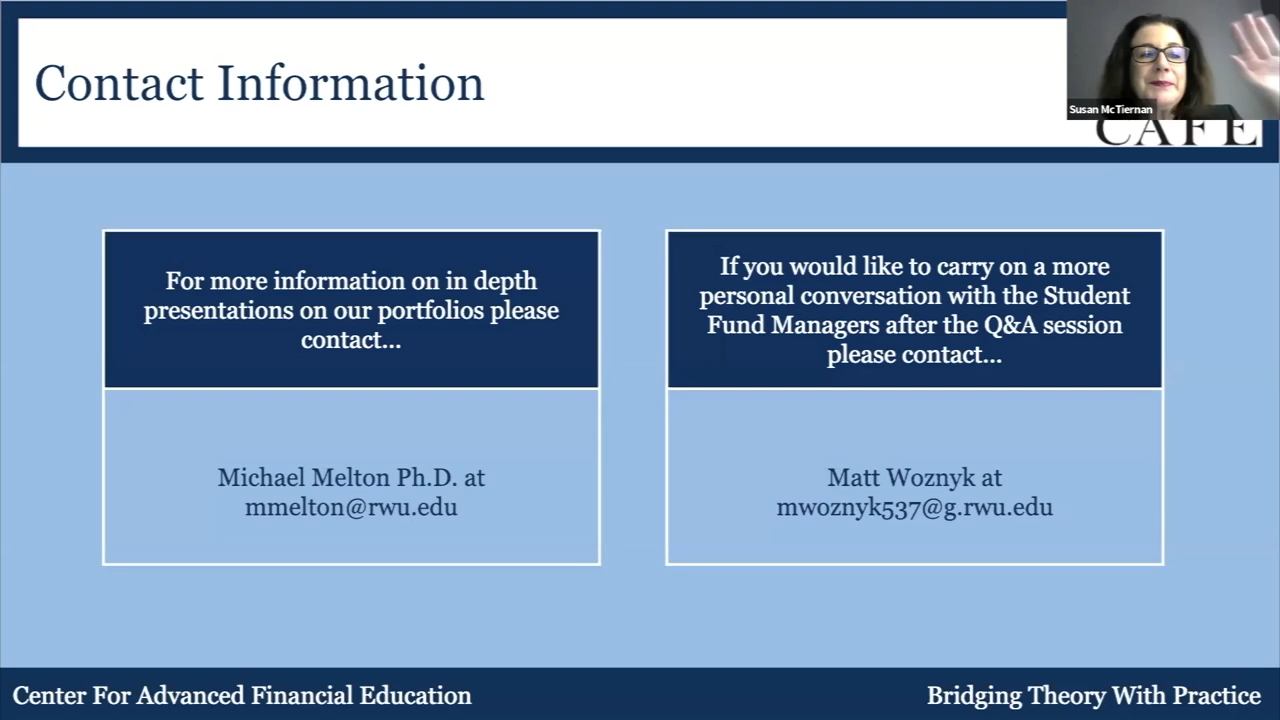 Contact Information
Susan McTiernan
CAFE
For more information on in depth
presentations on our portfolios please
contact...
If you would like to carry on a more
personal conversation with the Student
Fund Managers after the Q&A session
please contact...
Michael Melton Ph.D. at
mmelton@rwu.edu
Matt Woznyk at
mwoznyk537@g.rwu.edu
Center For Advanced Financial Education
Bridging Theory With Practice